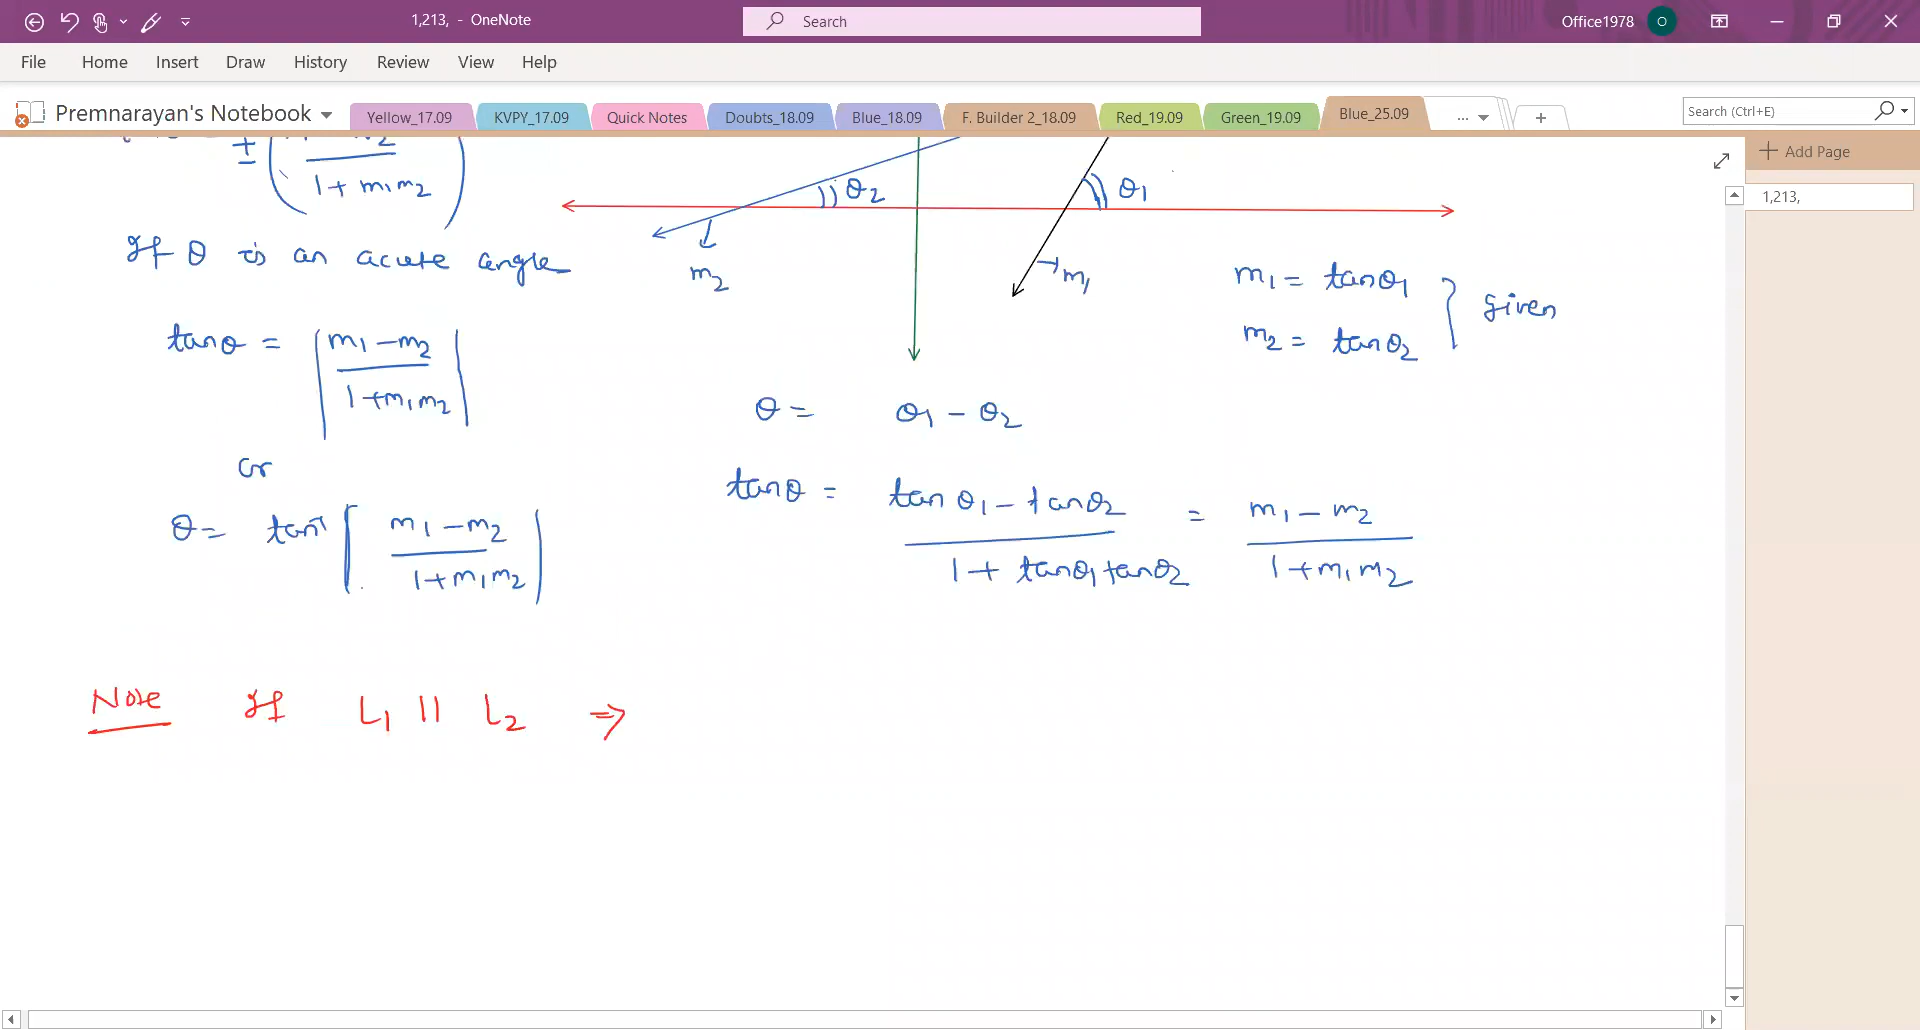 1,213, - OneNote
Search
Office1978
O
File Home Insert Draw History Review View Help
Premnarayan's Notebook
Yellow_17.09 KVPY_17.09 Quick Notes Doubts_18.09 Blue_18.09 F. Builder 2_18.09 Red_19.09 Green_19.09 Blue_25.09 ...
Search (Ctrl+E)
Add Page
1,213,
±
1 + m₁m₂
If θ is an acute angle
tanθ = | (m₁ - m₂) / (1 + m₁m₂) |
or
θ = tan⁻¹ | (m₁ - m₂) / (1 + m₁m₂) |
θ₂
θ₁
m₂
m₁
m₁ = tanθ₁
m₂ = tanθ₂
} given
θ = θ₁ - θ₂
tanθ = (tanθ₁ - tanθ₂) / (1 + tanθ₁ tanθ₂) = (m₁ - m₂) / (1 + m₁m₂)
Note If L₁ || L₂ ⇒